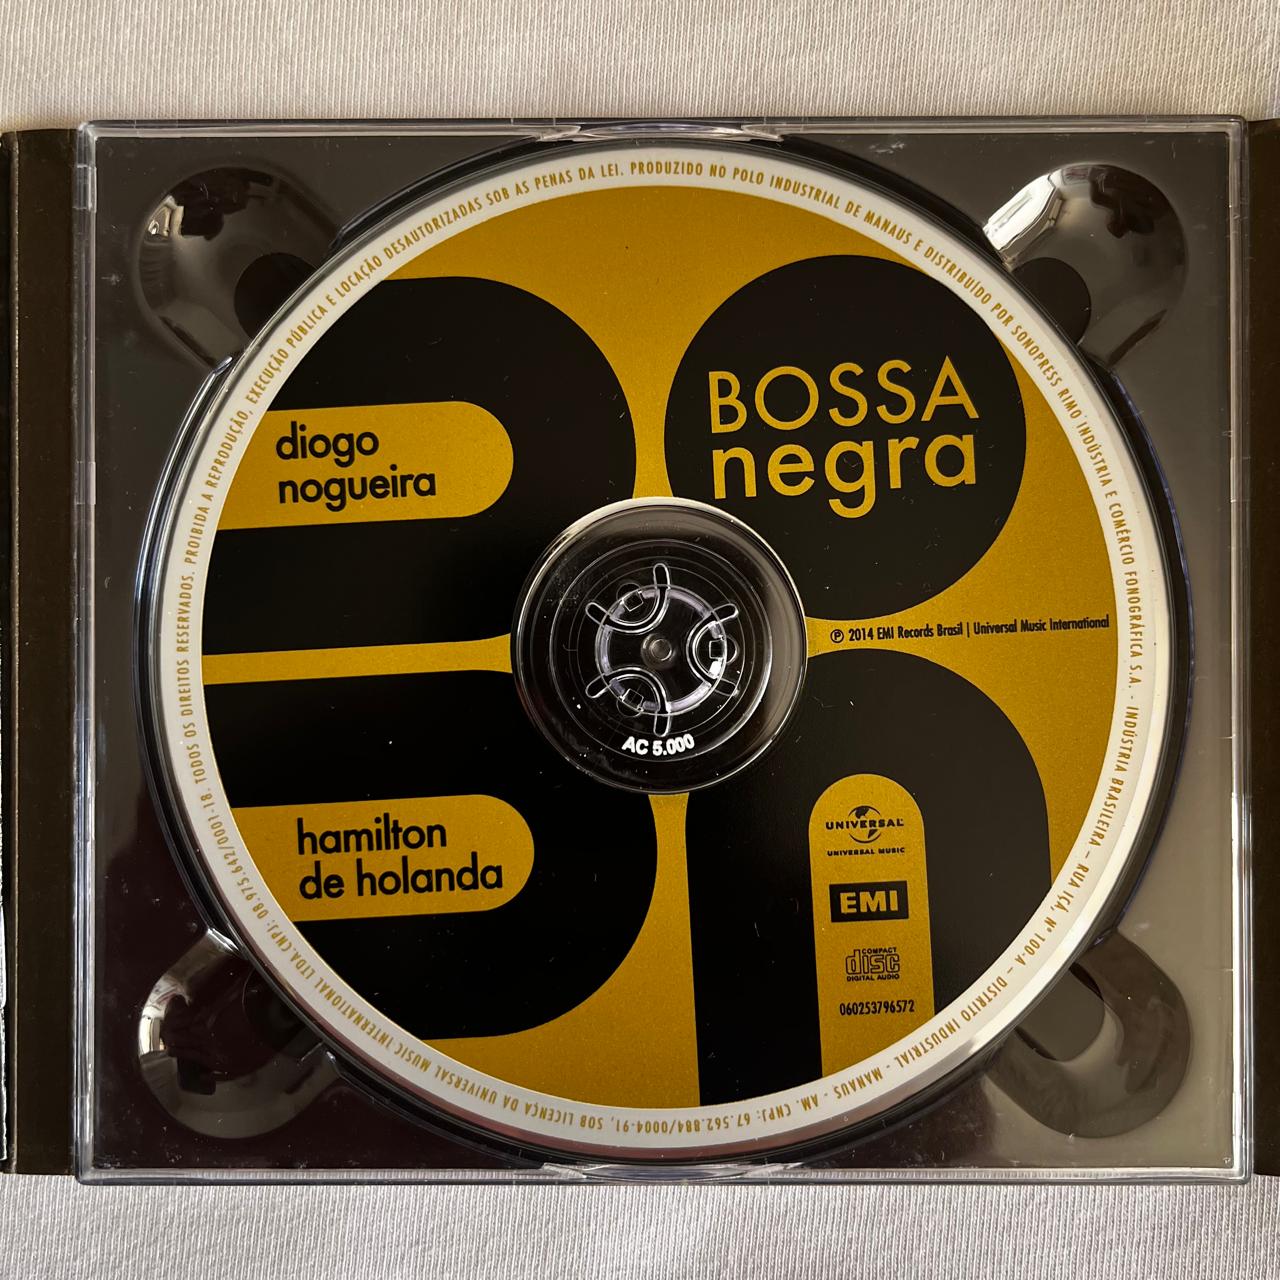 diogo
nogueira
BOSSA
negra
℗ 2014 EMI Records Brasil | Universal Music International
AC 5.000
hamilton
de holanda
UNIVERSAL
UNIVERSAL MUSIC
EMI
COMPACT
disc
DIGITAL AUDIO
060253796572
TODOS OS DIREITOS RESERVADOS. PROIBIDA A REPRODUÇÃO, EXECUÇÃO PÚBLICA E LOCAÇÃO DESAUTORIZADAS SOB AS PENAS DA LEI. PRODUZIDO NO POLO INDUSTRIAL DE MANAUS E DISTRIBUÍDO POR SONOPRESS RIMO INDÚSTRIA E COMÉRCIO FONOGRÁFICA S.A. - INDÚSTRIA BRASILEIRA – RUA IÇÁ, Nº 100-A – DISTRITO INDUSTRIAL - MANAUS - AM. CNPJ: 67.562.884/0004-91, SOB LICENÇA DA UNIVERSAL MUSIC INTERNATIONAL LTDA.CNPJ: 08.975.642/0001-18.